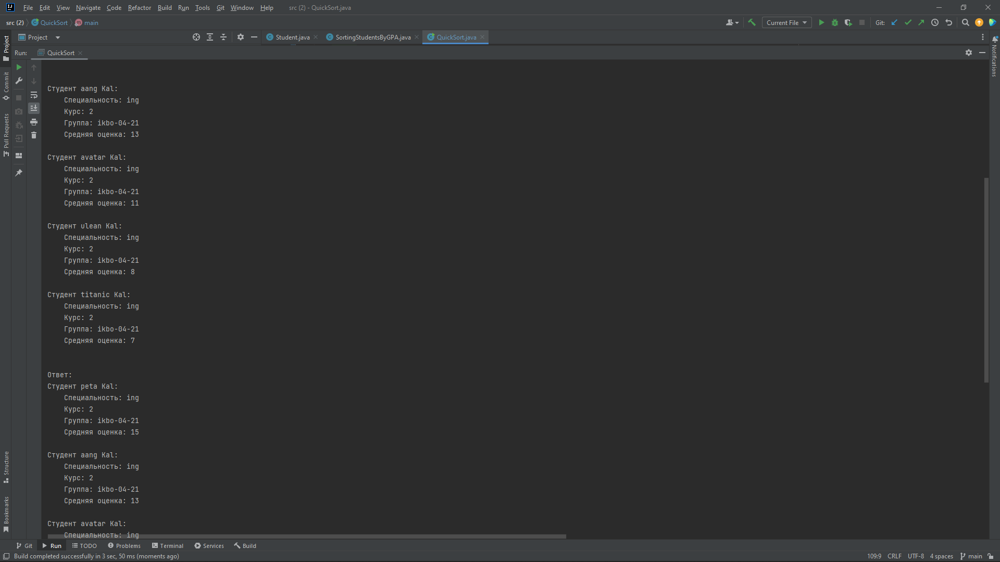 File Edit View Navigate Code Refactor Build Run Tools Git Window Help src (2) - QuickSort.java
src (2) QuickSort main Current File Git:
Project Student.java SortingStudentsByGPA.java QuickSort.java
Run: QuickSort
Студент aang Kal:
Специальность: ing
Курс: 2
Группа: ikbo-04-21
Средняя оценка: 13
Студент avatar Kal:
Специальность: ing
Курс: 2
Группа: ikbo-04-21
Средняя оценка: 11
Студент ulean Kal:
Специальность: ing
Курс: 2
Группа: ikbo-04-21
Средняя оценка: 8
Студент titanic Kal:
Специальность: ing
Курс: 2
Группа: ikbo-04-21
Средняя оценка: 7
Ответ:
Студент peta Kal:
Специальность: ing
Курс: 2
Группа: ikbo-04-21
Средняя оценка: 15
Студент aang Kal:
Специальность: ing
Курс: 2
Группа: ikbo-04-21
Средняя оценка: 13
Студент avatar Kal:
Специальность: ing
Project
Commit
Pull Requests
Structure
Bookmarks
Notifications
Git Run TODO Problems Terminal Services Build
Build completed successfully in 3 sec, 50 ms (moments ago) 109:9 CRLF UTF-8 4 spaces main